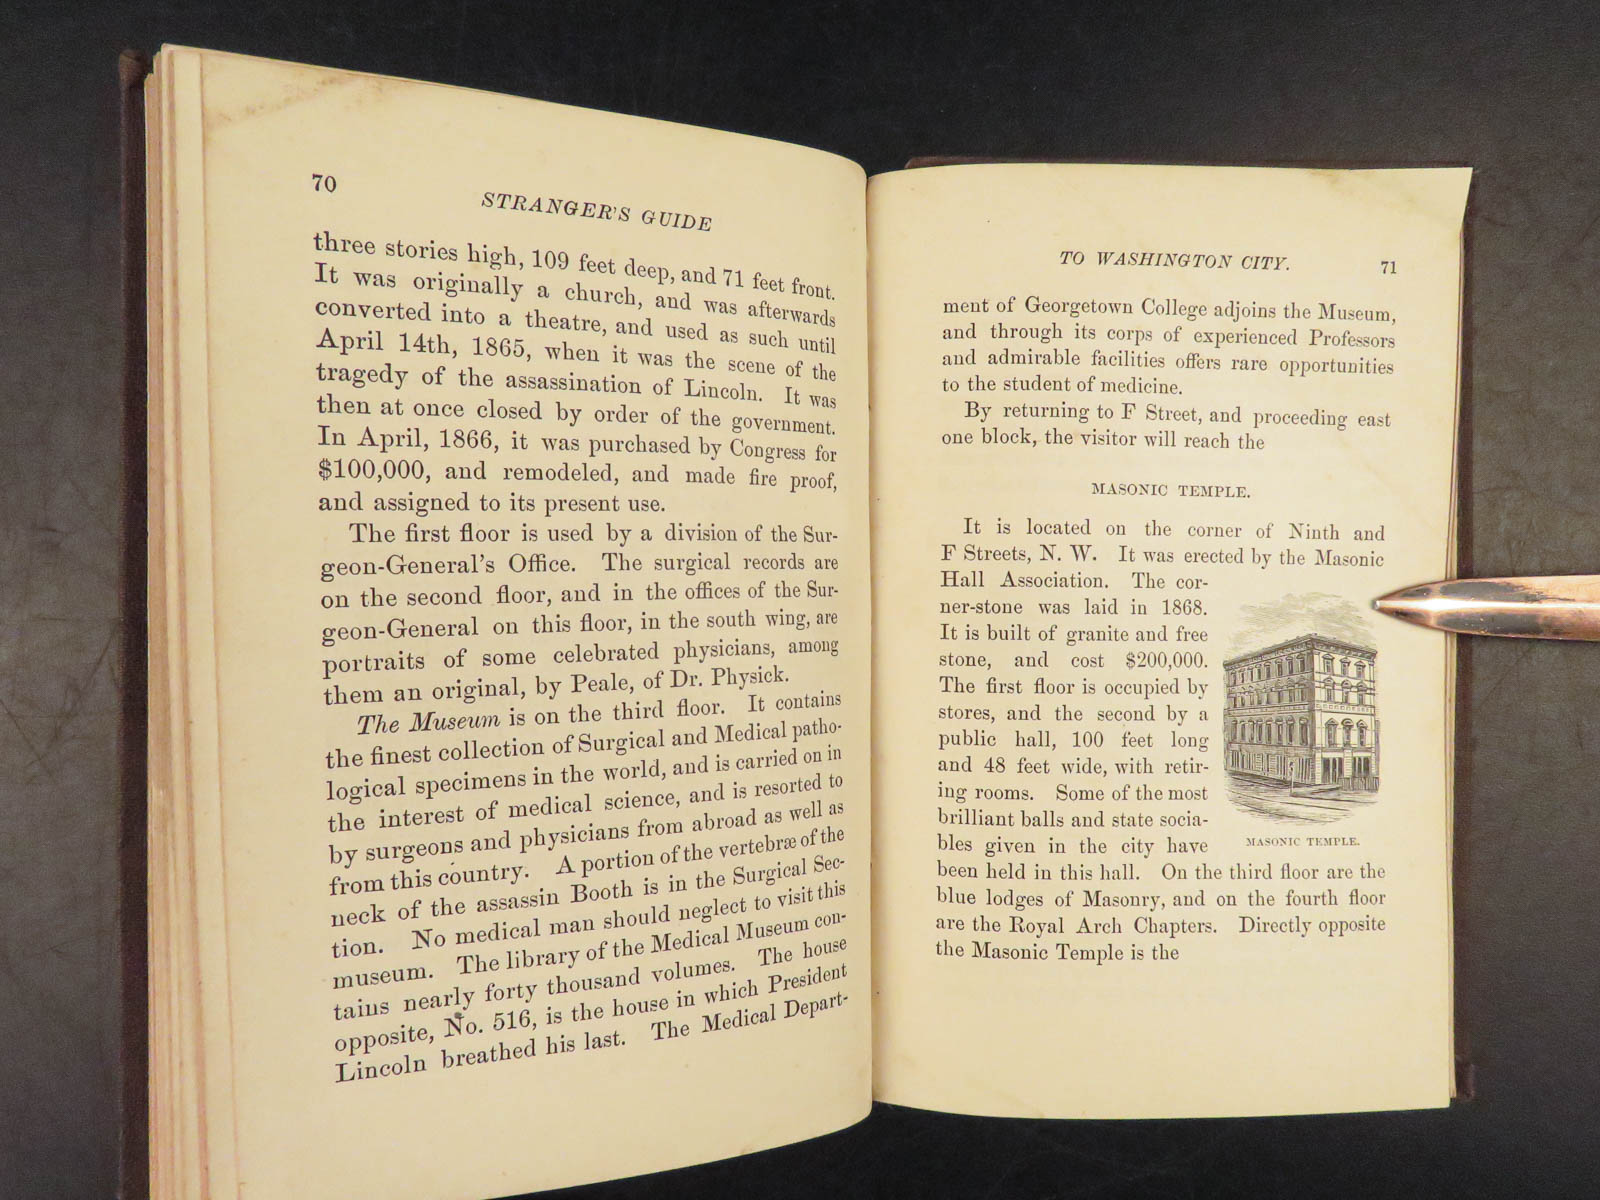 70
STRANGER'S GUIDE
three stories high, 109 feet deep, and 71 feet front.
It was originally a church, and was afterwards
converted into a theatre, and used as such until
April 14th, 1865, when it was the scene of the
tragedy of the assassination of Lincoln. It was
then at once closed by order of the government.
In April, 1866, it was purchased by Congress for
$100,000, and remodeled, and made fire proof,
and assigned to its present use.
The first floor is used by a division of the Sur-
geon-General's Office. The surgical records are
on the second floor, and in the offices of the Sur-
geon-General on this floor, in the south wing, are
portraits of some celebrated physicians, among
them an original, by Peale, of Dr. Physick.
The Museum is on the third floor. It contains
the finest collection of Surgical and Medical patho-
logical specimens in the world, and is carried on in
the interest of medical science, and is resorted to
by surgeons and physicians from abroad as well as
from this country. A portion of the vertebræ of the
neck of the assassin Booth is in the Surgical Sec-
tion. No medical man should neglect to visit this
museum. The library of the Medical Museum con-
tains nearly forty thousand volumes. The house
opposite, No. 516, is the house in which President
Lincoln breathed his last. The Medical Depart-
TO WASHINGTON CITY.
71
ment of Georgetown College adjoins the Museum,
and through its corps of experienced Professors
and admirable facilities offers rare opportunities
to the student of medicine.
By returning to F Street, and proceeding east
one block, the visitor will reach the
MASONIC TEMPLE.
It is located on the corner of Ninth and
F Streets, N. W. It was erected by the Masonic
Hall Association. The cor-
ner-stone was laid in 1868.
It is built of granite and free
stone, and cost $200,000.
The first floor is occupied by
stores, and the second by a
public hall, 100 feet long
and 48 feet wide, with retir-
ing rooms. Some of the most
brilliant balls and state socia-
bles given in the city have
MASONIC TEMPLE.
been held in this hall. On the third floor are the
blue lodges of Masonry, and on the fourth floor
are the Royal Arch Chapters. Directly opposite
the Masonic Temple is the